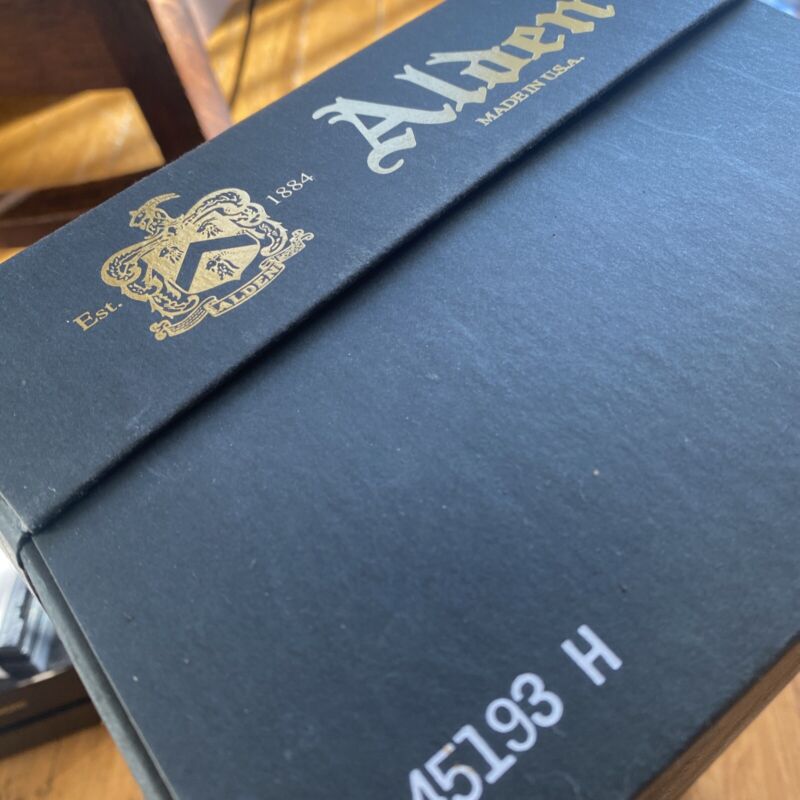 Alden
MADE IN U.S.A.
Est. 1884
ALDEN
45193 H